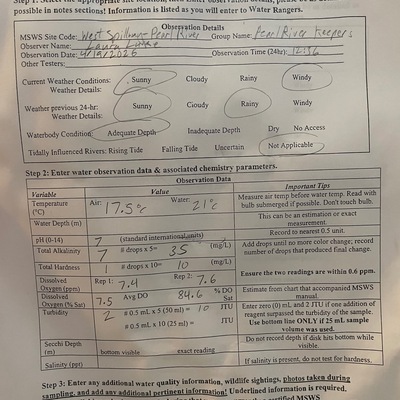 Step 1: Select the appropriate site location, then enter observation details, please be as
possible in notes sections! Information is listed as you will enter to Water Rangers.
Observation Details
MSWS Site Code: West Spillman-Pearl River Group Name: Pearl River Keepers
Observer Name: Laura
Observation Date: 4/19/2026 Observation Time (24hr): 12:36
Other Testers:
Current Weather Conditions: Sunny Cloudy Rainy Windy
Weather Details:
Weather previous 24-hr: Sunny Cloudy Rainy Windy
Weather Details:
Waterbody Condition: Adequate Depth Inadequate Depth Dry No Access
Tidally Influenced Rivers: Rising Tide Falling Tide Uncertain Not Applicable
Step 2: Enter water observation data & associated chemistry parameters.
Observation Data
Variable Value Important Tips
Temperature (°C) Air: 17.5°C Water: 21°C Measure air temp before water temp. Read with bulb submerged if possible. Don't touch bulb.
Water Depth (m) This can be an estimation or exact measurement.
pH (0-14) 7 (standard international units) Record to nearest 0.5 unit.
Total Alkalinity 7 # drops x 5= 35 (mg/L) Add drops until no more color change; record number of drops that produced final change.
Total Hardness 1 # drops x 10= 10 (mg/L)
Dissolved Oxygen (ppm) Rep 1: 7.4 Rep 2: 7.6 Ensure the two readings are within 0.6 ppm.
Dissolved Oxygen (% Sat) 7.5 Avg DO 84.6 % DO Sat Estimate from chart that accompanied MSWS manual.
Turbidity 2 # 0.5 mL x 5 (50 ml) = 10 JTU Enter zero (0) mL and 2 JTU if one addition of reagent surpassed the turbidity of the sample.
# 0.5 mL x 10 (25 ml) = JTU Use bottom line ONLY if 25 mL sample volume was used.
Secchi Depth (m) bottom visible exact reading Do not record depth if disk hits bottom while visible.
Salinity (ppt) If salinity is present, do not test for hardness.
Step 3: Enter any additional water quality information, wildlife sightings, photos taken during
sampling, and add any additional pertinent information! Underlined information is required.
certified MSWS